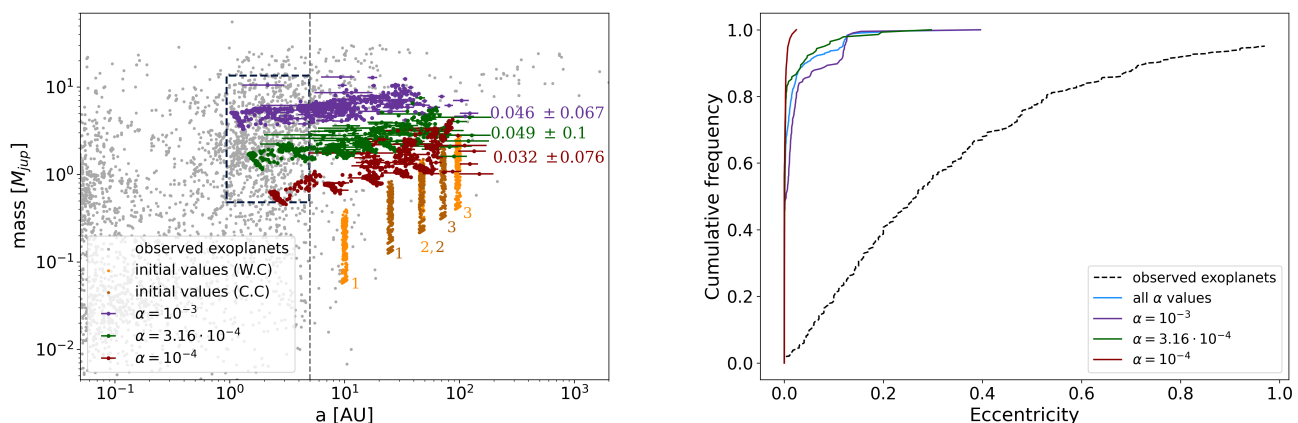 mass [M_Jup]
10¹
10⁰
10⁻¹
10⁻²
0.046 ± 0.067
0.049 ± 0.1
0.032 ±0.076
1
1
2,2
3
3
observed exoplanets
initial values (W.C)
initial values (C.C)
α = 10⁻³
α = 3.16 · 10⁻⁴
α = 10⁻⁴
10⁻¹
10⁰
10¹
10²
10³
a [AU]
Cumulative frequency
1.0
0.8
0.6
0.4
0.2
0.0
observed exoplanets
all α values
α = 10⁻³
α = 3.16 · 10⁻⁴
α = 10⁻⁴
0.0
0.2
0.4
0.6
0.8
1.0
Eccentricity